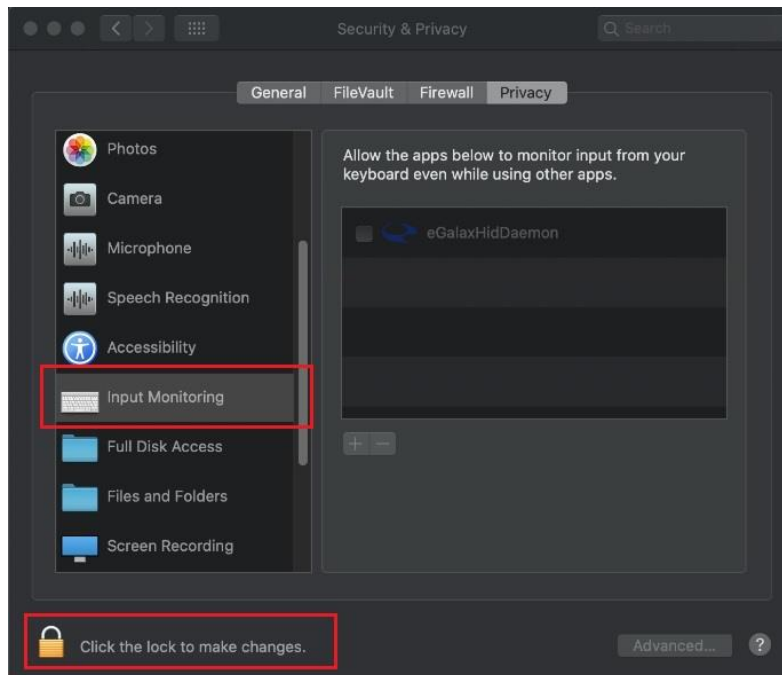 Security & Privacy
Search
General FileVault Firewall Privacy
Photos
Camera
Microphone
Speech Recognition
Accessibility
Input Monitoring
Full Disk Access
Files and Folders
Screen Recording
Allow the apps below to monitor input from your
keyboard even while using other apps.
eGalaxHidDaemon
Click the lock to make changes.
Advanced...
?